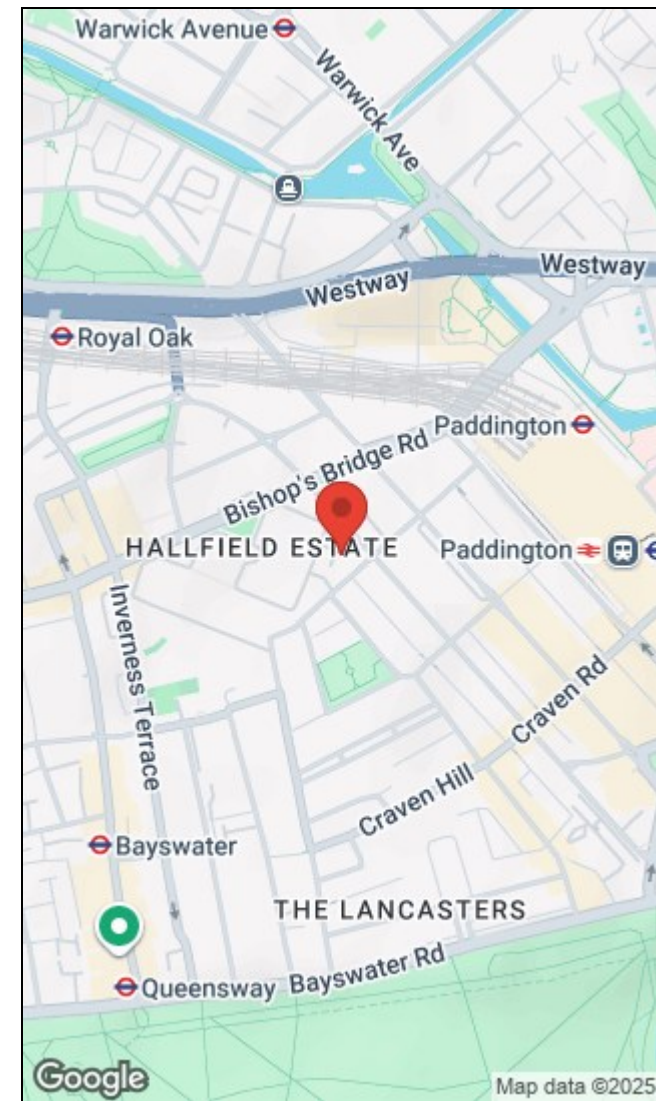 Warwick Avenue
Warwick Ave
Westway
Westway
Royal Oak
Paddington
Bishop's Bridge Rd
HALLFIELD ESTATE
Paddington
Inverness Terrace
Craven Rd
Craven Hill
Bayswater
THE LANCASTERS
Bayswater Rd
Queensway
Google
Map data ©2025